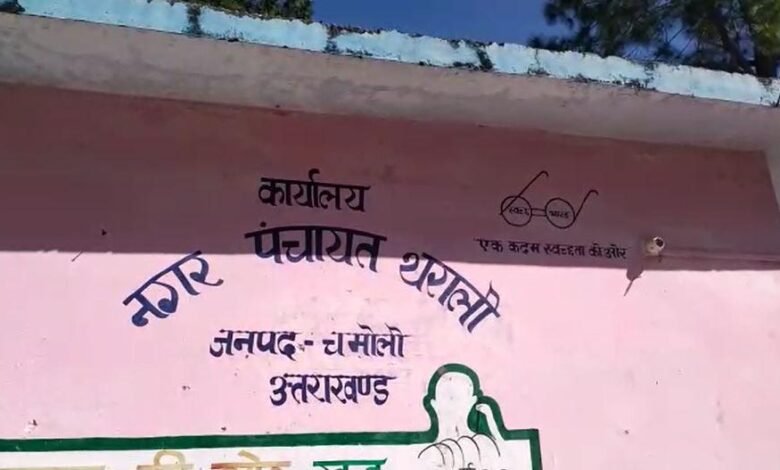 कार्यालय
नगर पंचायत थराली
जनपद - चमोली
उत्तराखण्ड
स्वच्छ भारत
एक कदम स्वच्छता की ओर